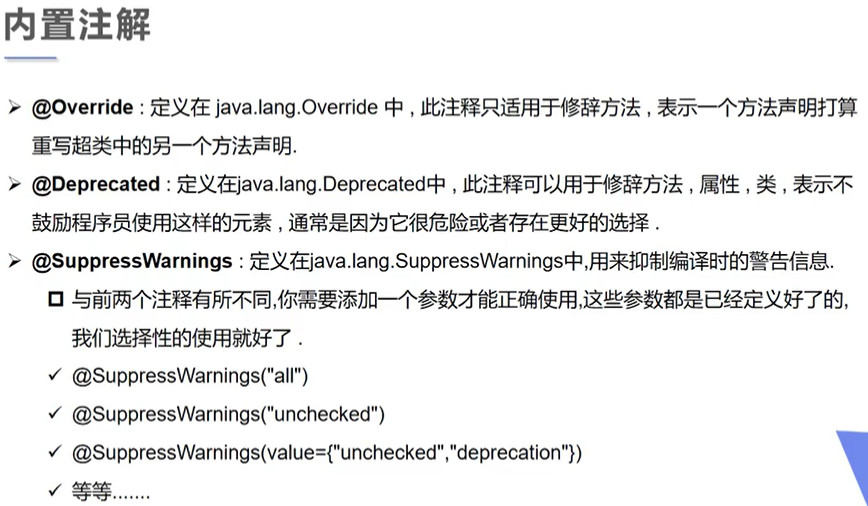 内置注解
@Override : 定义在 java.lang.Override 中 , 此注释只适用于修辞方法 , 表示一个方法声明打算
重写超类中的另一个方法声明.
@Deprecated : 定义在java.lang.Deprecated中 , 此注释可以用于修辞方法 , 属性 , 类 , 表示不
鼓励程序员使用这样的元素 , 通常是因为它很危险或者存在更好的选择 .
@SuppressWarnings : 定义在java.lang.SuppressWarnings中,用来抑制编译时的警告信息.
与前两个注释有所不同,你需要添加一个参数才能正确使用,这些参数都是已经定义好了的,
我们选择性的使用就好了 .
@SuppressWarnings("all")
@SuppressWarnings("unchecked")
@SuppressWarnings(value={"unchecked","deprecation"})
等等.......